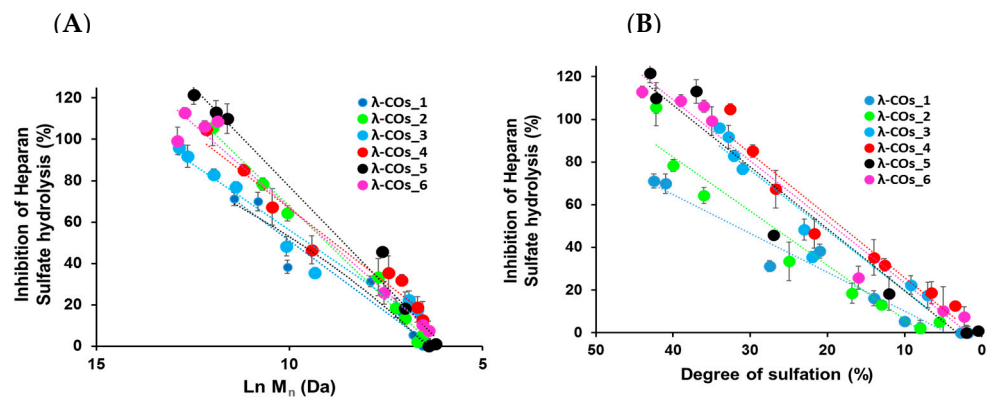 (A)
Inhibition of Heparan
Sulfate hydrolysis (%)
120
100
80
60
40
20
0
15
10
5
Ln Mn (Da)
λ-COs_1
λ-COs_2
λ-COs_3
λ-COs_4
λ-COs_5
λ-COs_6
(B)
Inhibition of Heparan
Sulfate hydrolysis (%)
120
100
80
60
40
20
0
50
40
30
20
10
0
Degree of sulfation (%)
λ-COs_1
λ-COs_2
λ-COs_3
λ-COs_4
λ-COs_5
λ-COs_6